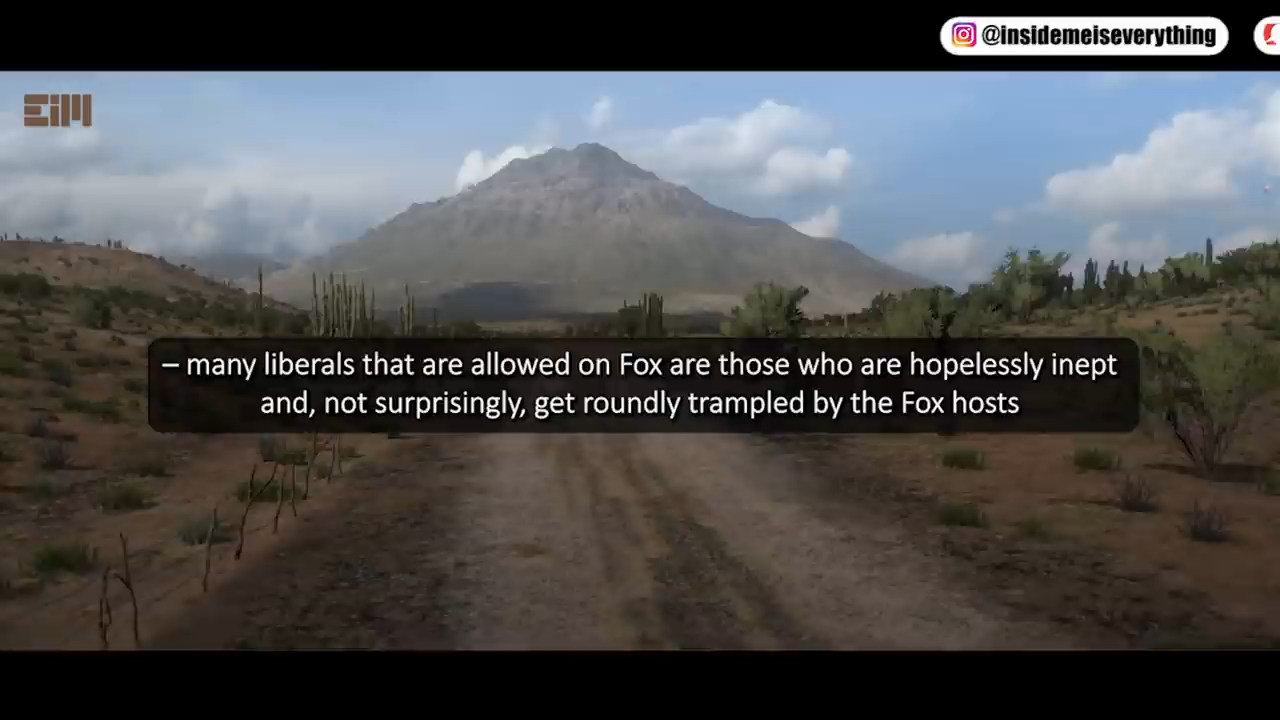 @insidemeiseverything
EiM
– many liberals that are allowed on Fox are those who are hopelessly inept
and, not surprisingly, get roundly trampled by the Fox hosts